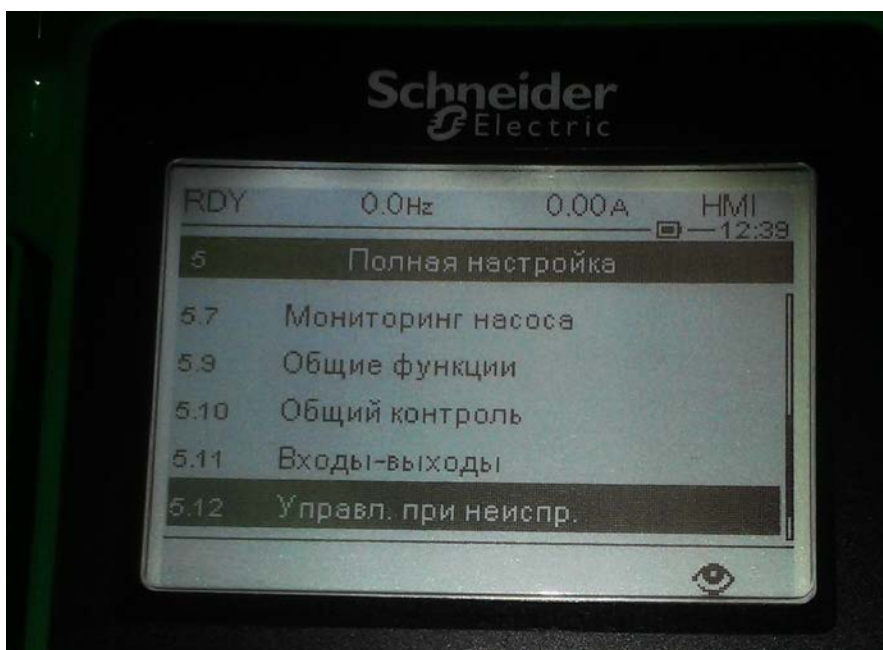 Schneider
Electric
RDY 0.0Hz 0.00A HMI
12:39
5 Полная настройка
5.7 Мониторинг насоса
5.9 Общие функции
5.10 Общий контроль
5.11 Входы-выходы
5.12 Управл. при неиспр.